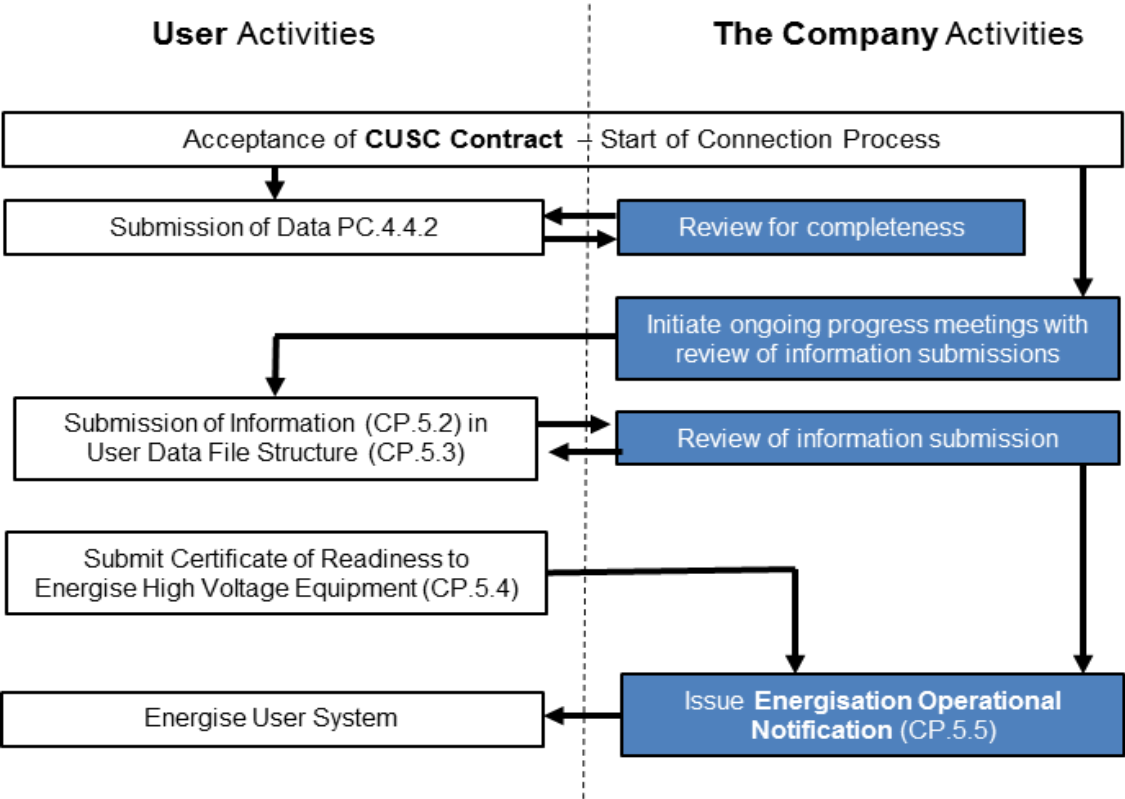 User Activities
The Company Activities
Acceptance of CUSC Contract – Start of Connection Process
Submission of Data PC.4.4.2
Review for completeness
Initiate ongoing progress meetings with
review of information submissions
Submission of Information (CP.5.2) in
User Data File Structure (CP.5.3)
Review of information submission
Submit Certificate of Readiness to
Energise High Voltage Equipment (CP.5.4)
Issue Energisation Operational
Notification (CP.5.5)
Energise User System